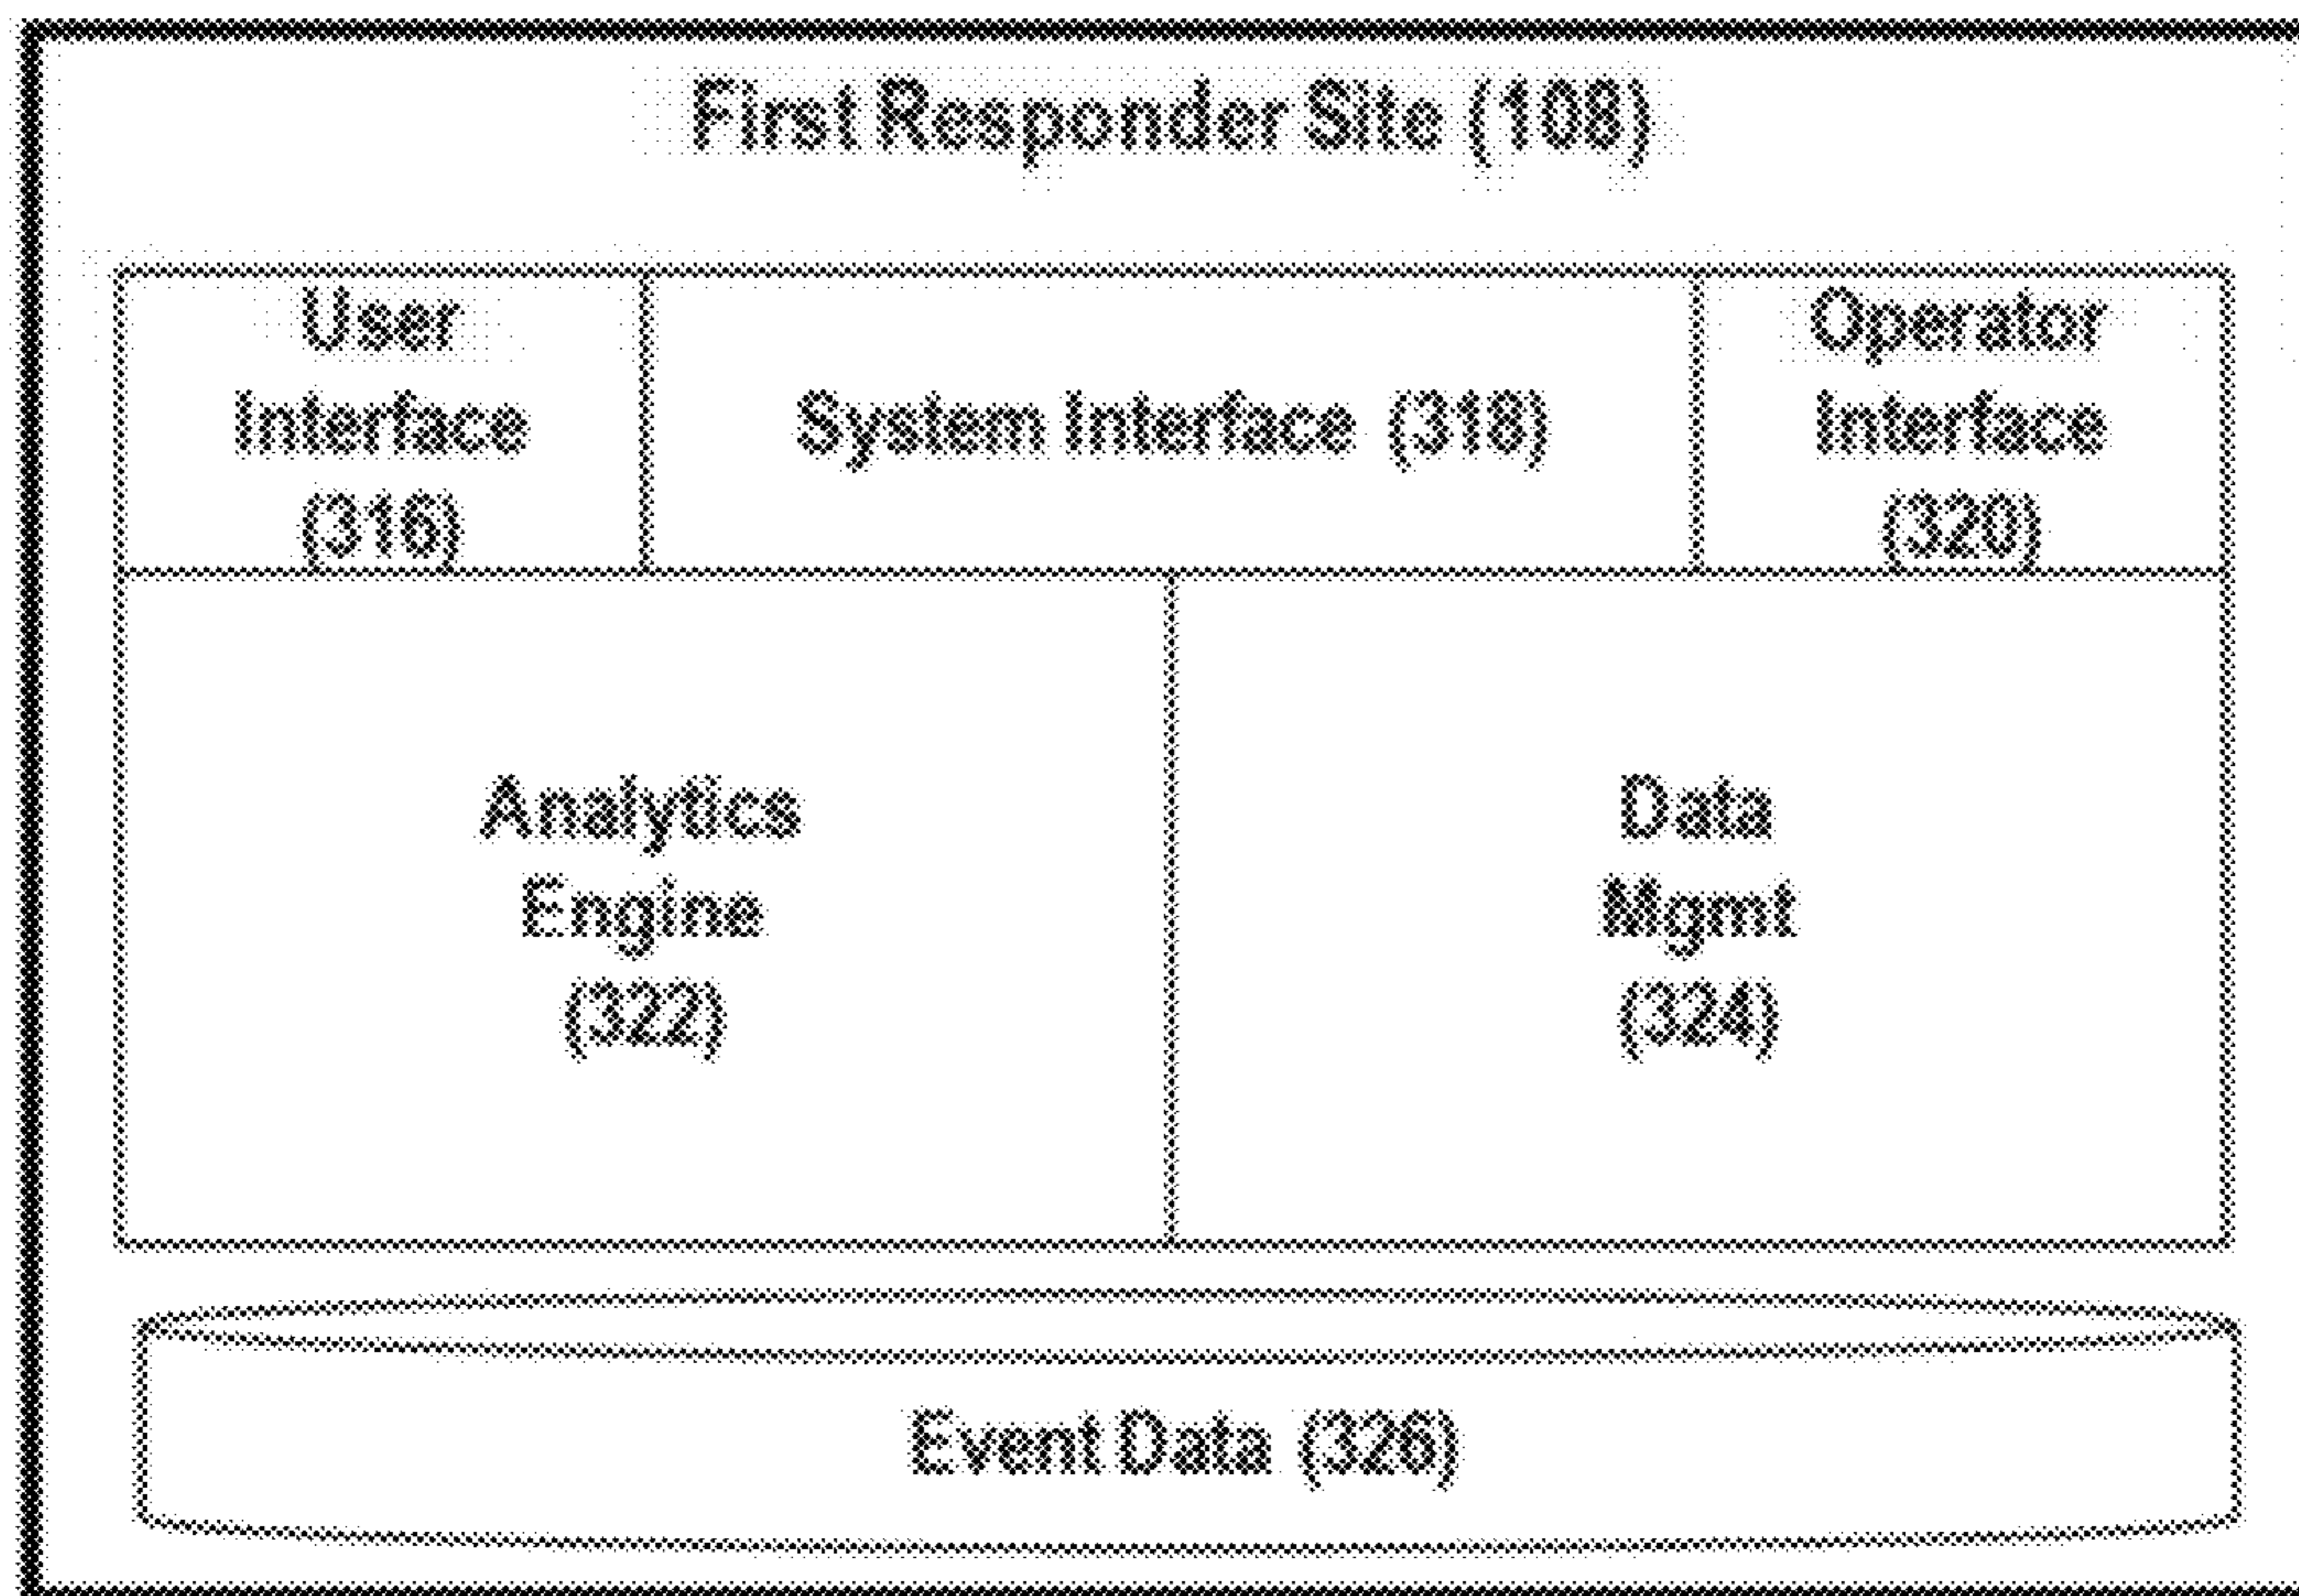 First Responder Site (108)
User
Interface
(316)
System Interface (318)
Operator
Interface
(320)
Analytics
Engine
(322)
Data
Mgmt
(324)
Event Data (326)